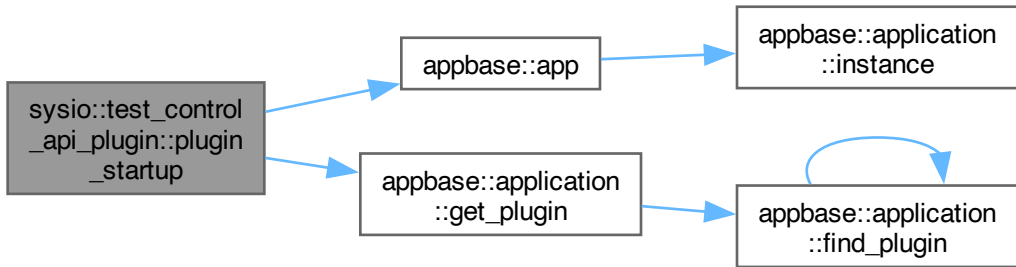 sysio::test_control
_api_plugin::plugin
_startup
appbase::app
appbase::application
::instance
appbase::application
::get_plugin
appbase::application
::find_plugin